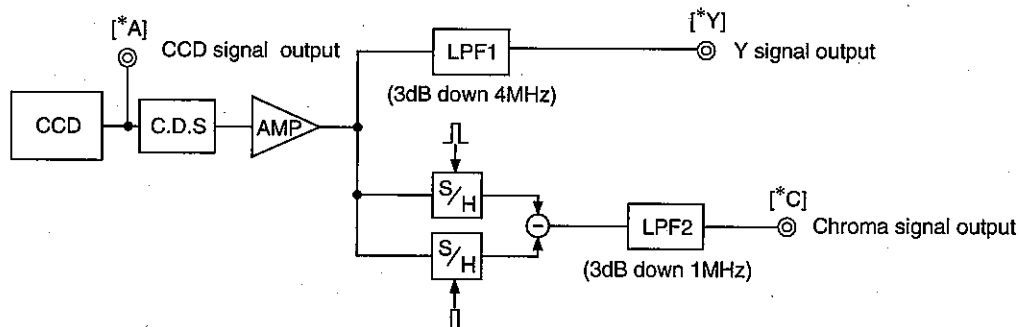 [*A]
CCD signal output
[*Y]
LPF1
Y signal output
(3dB down 4MHz)
CCD
C.D.S
AMP
S/H
[*C]
LPF2
Chroma signal output
S/H
(3dB down 1MHz)